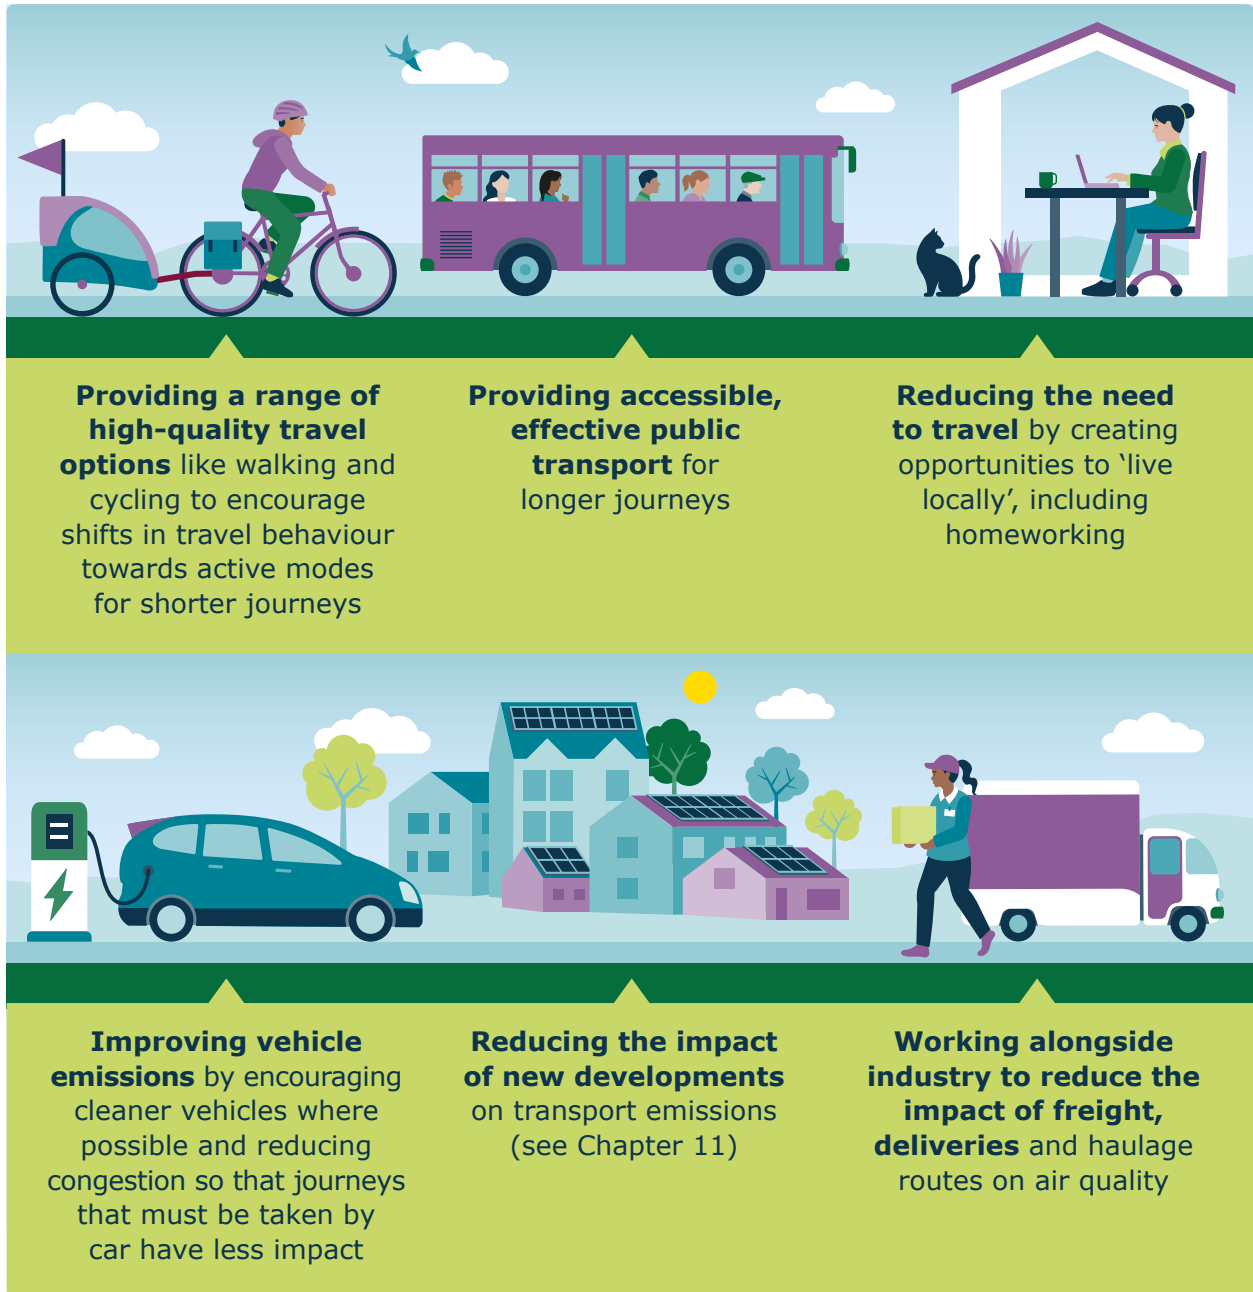 Providing a range of
high-quality travel
options like walking and
cycling to encourage
shifts in travel behaviour
towards active modes
for shorter journeys
Providing accessible,
effective public
transport for
longer journeys
Reducing the need
to travel by creating
opportunities to ‘live
locally’, including
homeworking
Improving vehicle
emissions by encouraging
cleaner vehicles where
possible and reducing
congestion so that journeys
that must be taken by
car have less impact
Reducing the impact
of new developments
on transport emissions
(see Chapter 11)
Working alongside
industry to reduce the
impact of freight,
deliveries and haulage
routes on air quality